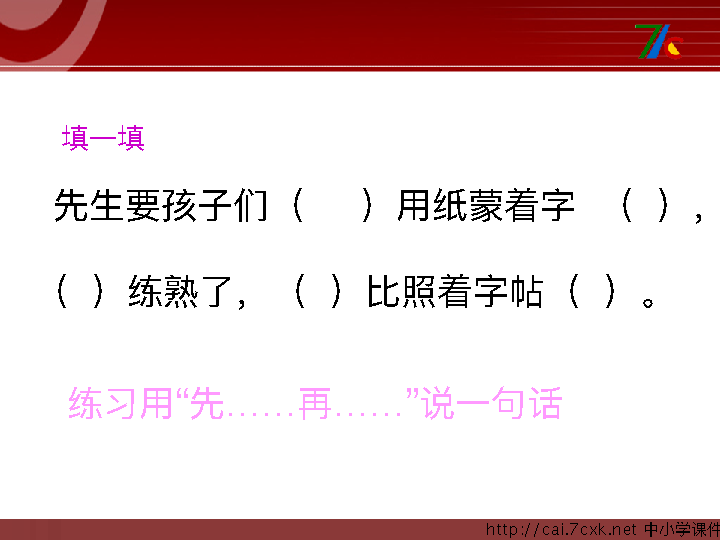 7c
填一填
先生要孩子们（ ）用纸蒙着字 （ ），
（ ）练熟了，（ ）比照着字帖（ ）。
练习用“先……再……”说一句话
http://cai.7cxk.net 中小学课件